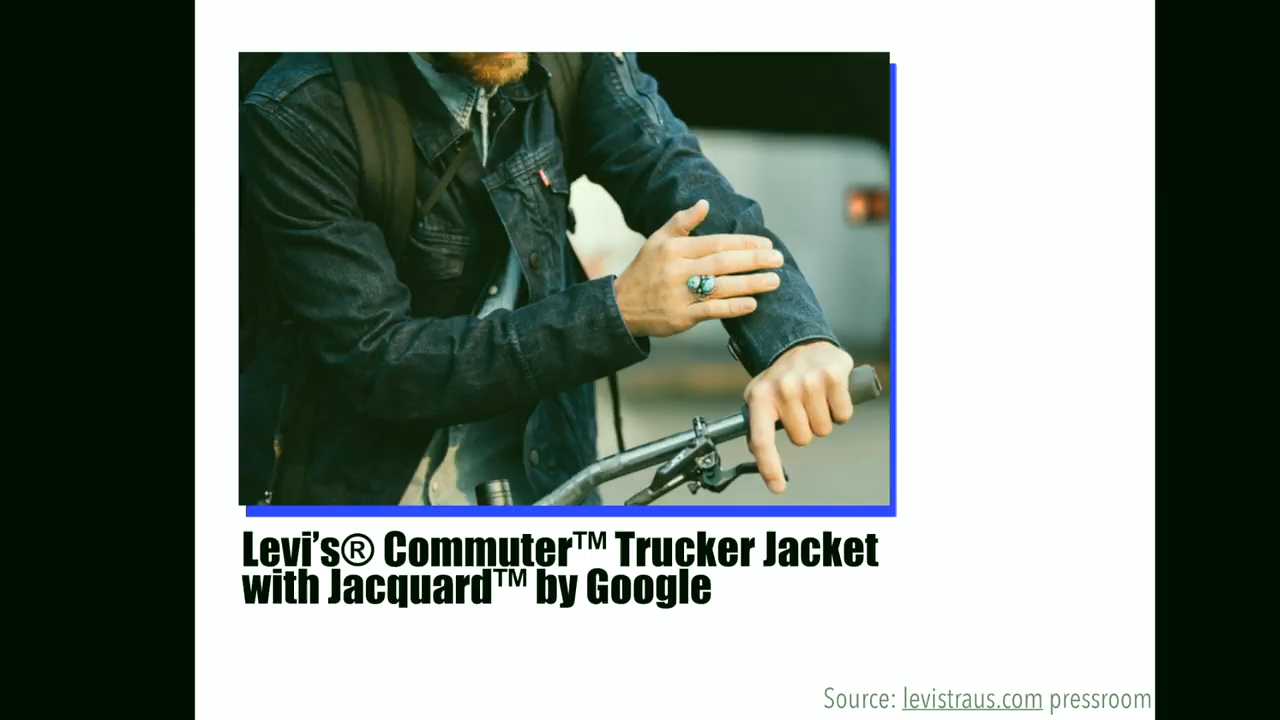 Levi’s® Commuter™ Trucker Jacket
with Jacquard™ by Google
Source: levistraus.com pressroom